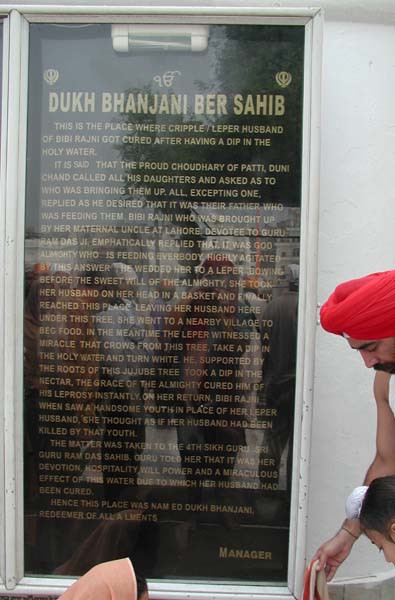 ੴ
DUKH BHANJANI BER SAHIB
THIS IS THE PLACE WHERE CRIPPLE / LEPER HUSBAND
OF BIBI RAJNI GOT CURED AFTER HAVING A DIP IN THE
HOLY WATER.
IT IS SAID THAT THE PROUD CHOUDHARY OF PATTI, DUNI
CHAND CALLED ALL HIS DAUGHTERS AND ASKED AS TO
WHO WAS BRINGING THEM UP. ALL, EXCEPTING ONE,
REPLIED AS HE DESIRED THAT IT WAS THEIR FATHER WHO
WAS FEEDING THEM. BIBI RAJNI WHO WAS BROUGHT UP
BY HER MATERNAL UNCLE AT LAHORE, DEVOTEE TO GURU
RAM DAS JI, EMPHATICALLY REPLIED THAT, IT WAS GOD
ALMIGHTY WHO IS FEEDING EVERYBODY HIGHLY AGITATED
BY THIS ANSWER HE WEDDED HER TO A LEPER, BOWING
BEFORE THE SWEET WILL OF THE ALMIGHTY, SHE TOOK
HER HUSBAND ON HER HEAD IN A BASKET AND FINALLY
REACHED THIS PLACE. LEAVING HER HUSBAND HERE
UNDER THIS TREE, SHE WENT TO A NEARBY VILLAGE TO
BEG FOOD. IN THE MEANTIME THE LEPER WITNESSED A
MIRACLE THAT CROWS FROM THIS TREE, TAKE A DIP IN
THE HOLY WATER AND TURN WHITE. HE, SUPPORTED BY
THE ROOTS OF THIS JUJUBE TREE TOOK A DIP IN THE
NECTAR, THE GRACE OF THE ALMIGHTY CURED HIM OF
HIS LEPROSY INSTANTLY. ON HER RETURN, BIBI RAJNI
WHEN SAW A HANDSOME YOUTH IN PLACE OF HER LEPER
HUSBAND, SHE THOUGHT AS IF HER HUSBAND HAD BEEN
KILLED BY THAT YOUTH.
THE MATTER WAS TAKEN TO THE 4TH SIKH GURU SRI
GURU RAM DAS SAHIB. GURU TOLD HER THAT IT WAS HER
DEVOTION, HOSPITALITY, WILL POWER AND A MIRACULOUS
EFFECT OF THIS WATER DUE TO WHICH HER HUSBAND HAD
BEEN CURED.
HENCE THIS PLACE WAS NAM ED DUKH BHANJANI,
REDEEMER OF ALL A LMENTS
MANAGER